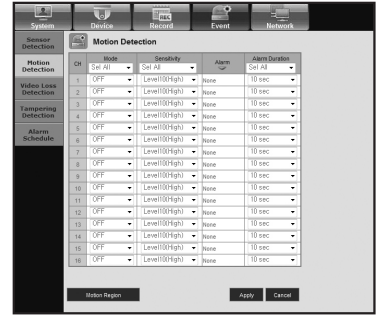 System Device Record Event Network
Sensor
Detection
Motion
Detection
Video Loss
Detection
Tampering
Detection
Alarm
Schedule
Motion Detection
CH Mode Sensitivity Alarm Alarm Duration
Sel All Sel All Sel All
1 OFF Level10(High) None 10 sec
2 OFF Level10(High) None 10 sec
3 OFF Level10(High) None 10 sec
4 OFF Level10(High) None 10 sec
5 OFF Level10(High) None 10 sec
6 OFF Level10(High) None 10 sec
7 OFF Level10(High) None 10 sec
8 OFF Level10(High) None 10 sec
9 OFF Level10(High) None 10 sec
10 OFF Level10(High) None 10 sec
11 OFF Level10(High) None 10 sec
12 OFF Level10(High) None 10 sec
13 OFF Level10(High) None 10 sec
14 OFF Level10(High) None 10 sec
15 OFF Level10(High) None 10 sec
16 OFF Level10(High) None 10 sec
Motion Region Apply Cancel